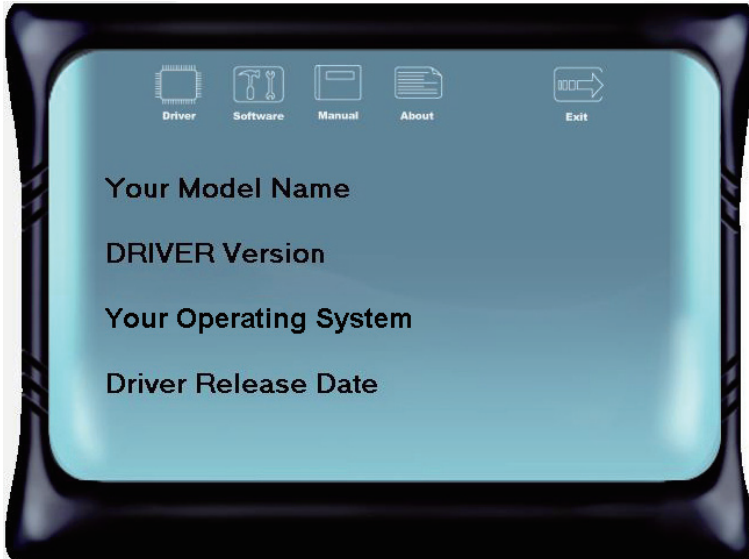 Driver Software Manual About Exit
Your Model Name
DRIVER Version
Your Operating System
Driver Release Date